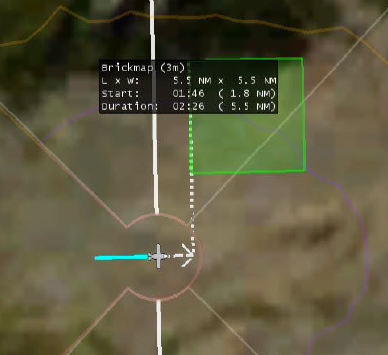 Brickmap (3m)
L x W: 5.5 NM x 5.5 NM
Start: 01:46 ( 1.8 NM)
Duration: 02:26 ( 5.5 NM)